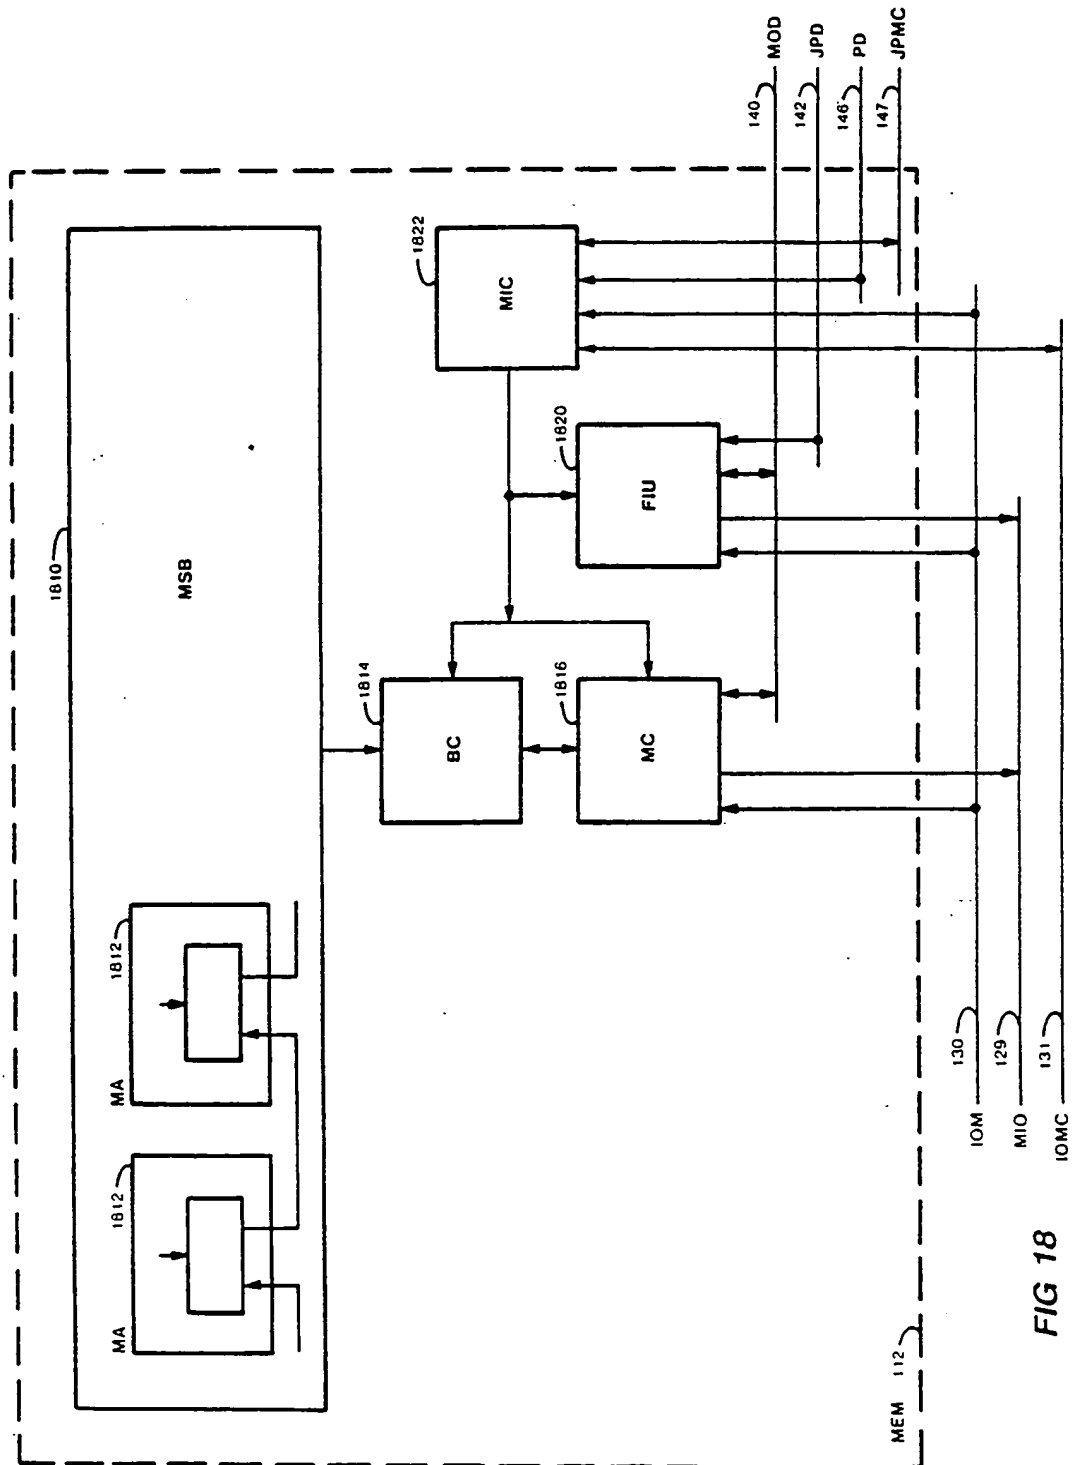 1810
MSB
MA
1812
MA
1812
1814
BC
1816
MC
1820
FIU
1822
MIC
140
MOD
142
JPD
146
PD
147
JPMC
IOM
130
MIO
129
IOMC
131
MEM 112
FIG 18